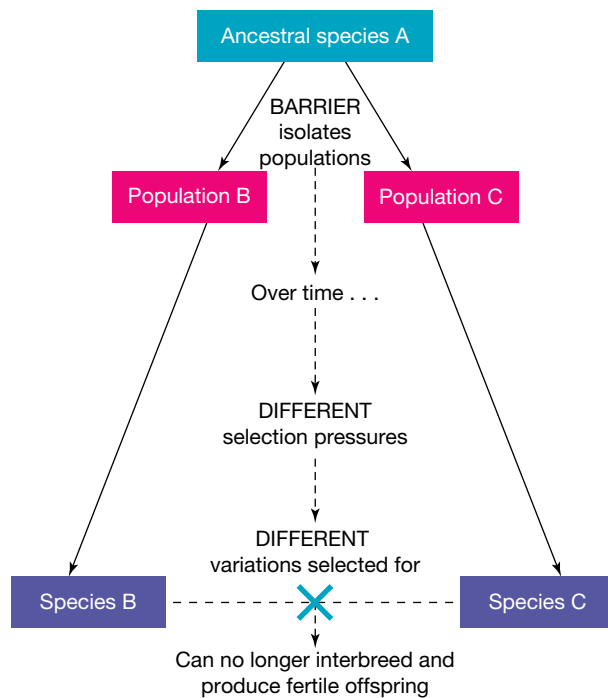 Ancestral species A
BARRIER
isolates
populations
Population B
Population C
Over time . . .
DIFFERENT
selection pressures
DIFFERENT
variations selected for
Species B
Species C
Can no longer interbreed and
produce fertile offspring